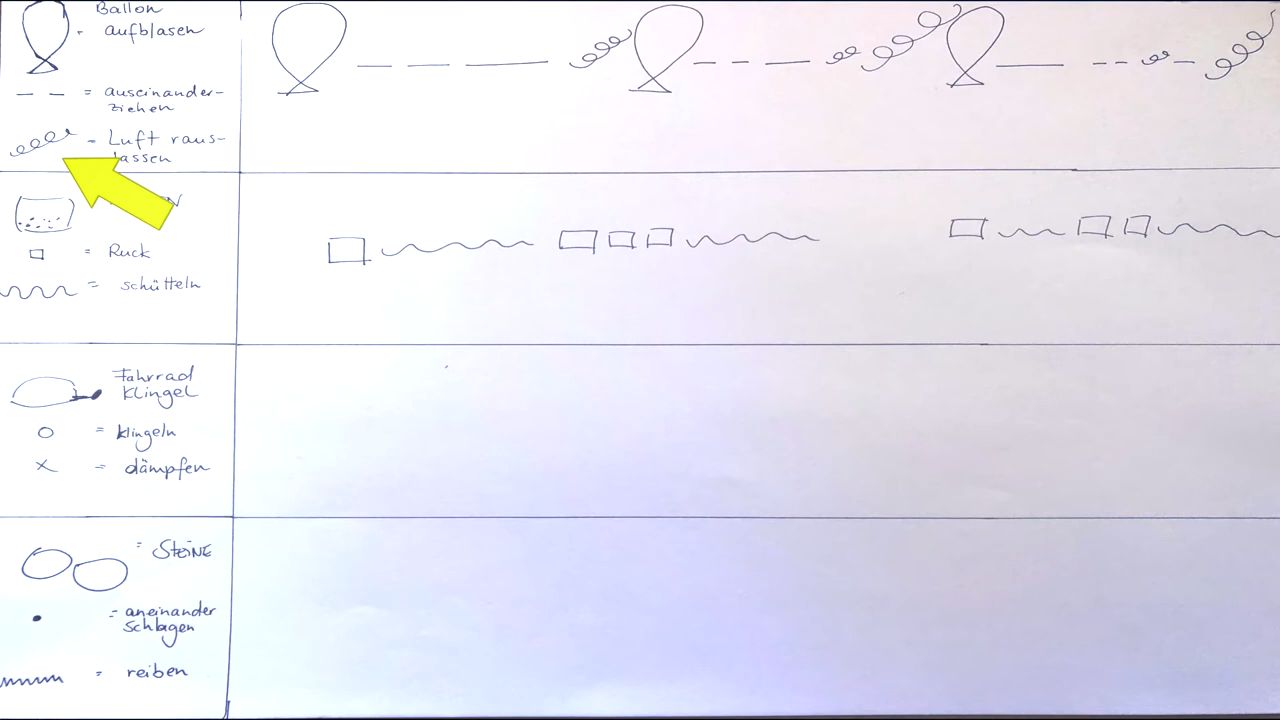 Ballon
- aufblasen
= auseinander-
ziehen
= Luft raus-
lassen
= Ruck
= schütteln
Fahrrad
Klingel
= klingeln
= dämpfen
= STEINE
= aneinander
schlagen
= reiben